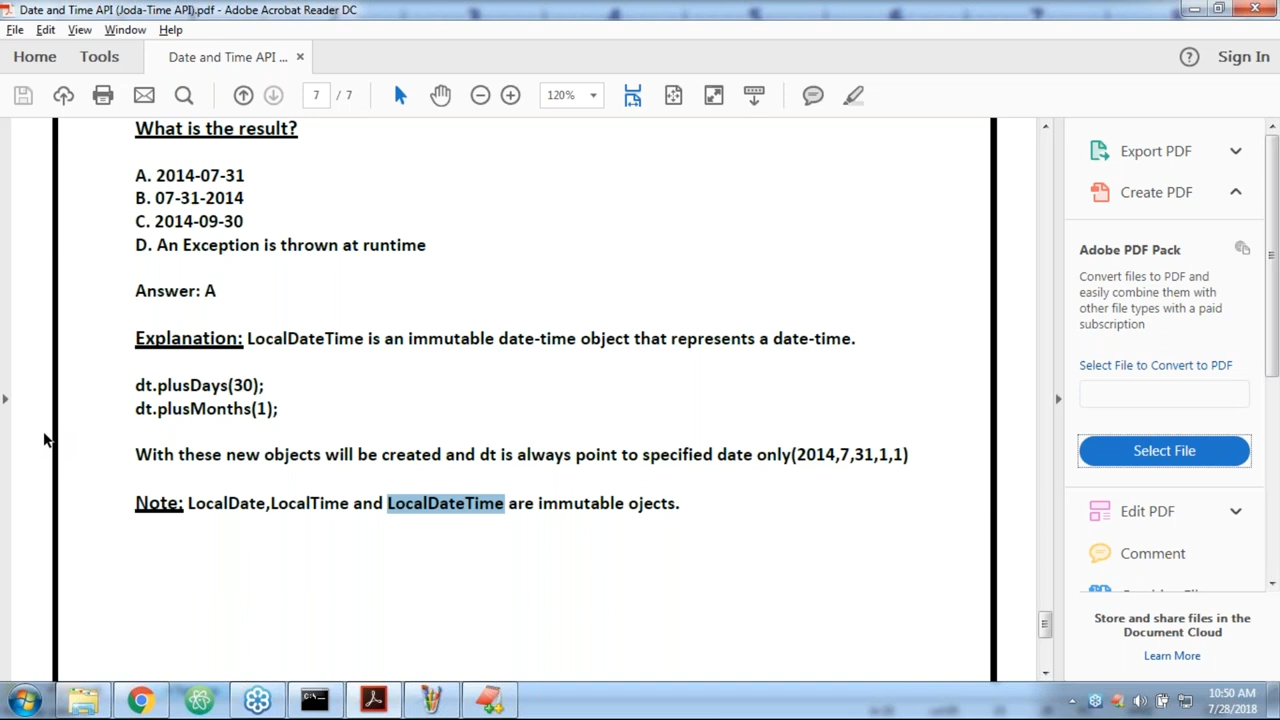 Date and Time API (Joda-Time API).pdf - Adobe Acrobat Reader DC
File Edit View Window Help
Home Tools Date and Time API ... × Sign In
7 / 7 120%
What is the result?
A. 2014-07-31
B. 07-31-2014
C. 2014-09-30
D. An Exception is thrown at runtime
Answer: A
Explanation: LocalDateTime is an immutable date-time object that represents a date-time.
dt.plusDays(30);
dt.plusMonths(1);
With these new objects will be created and dt is always point to specified date only(2014,7,31,1,1)
Note: LocalDate,LocalTime and LocalDateTime are immutable ojects.
Export PDF
Create PDF
Adobe PDF Pack
Convert files to PDF and
easily combine them with
other file types with a paid
subscription
Select File to Convert to PDF
Select File
Edit PDF
Comment
Store and share files in the
Document Cloud
Learn More
10:50 AM
7/28/2018